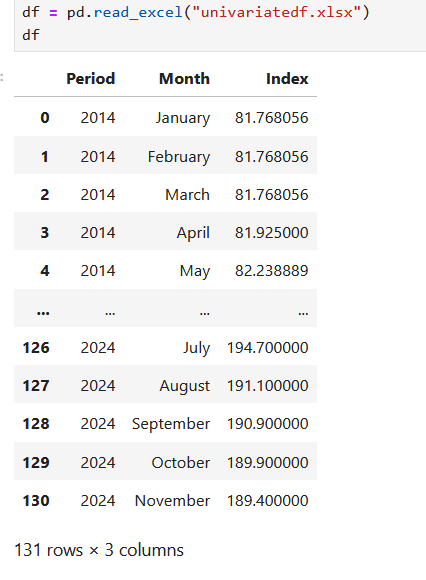 df = pd.read_excel("univariatedf.xlsx")
df
:
Period Month Index
0 2014 January 81.768056
1 2014 February 81.768056
2 2014 March 81.768056
3 2014 April 81.925000
4 2014 May 82.238889
... ... ... ...
126 2024 July 194.700000
127 2024 August 191.100000
128 2024 September 190.900000
129 2024 October 189.900000
130 2024 November 189.400000
131 rows × 3 columns